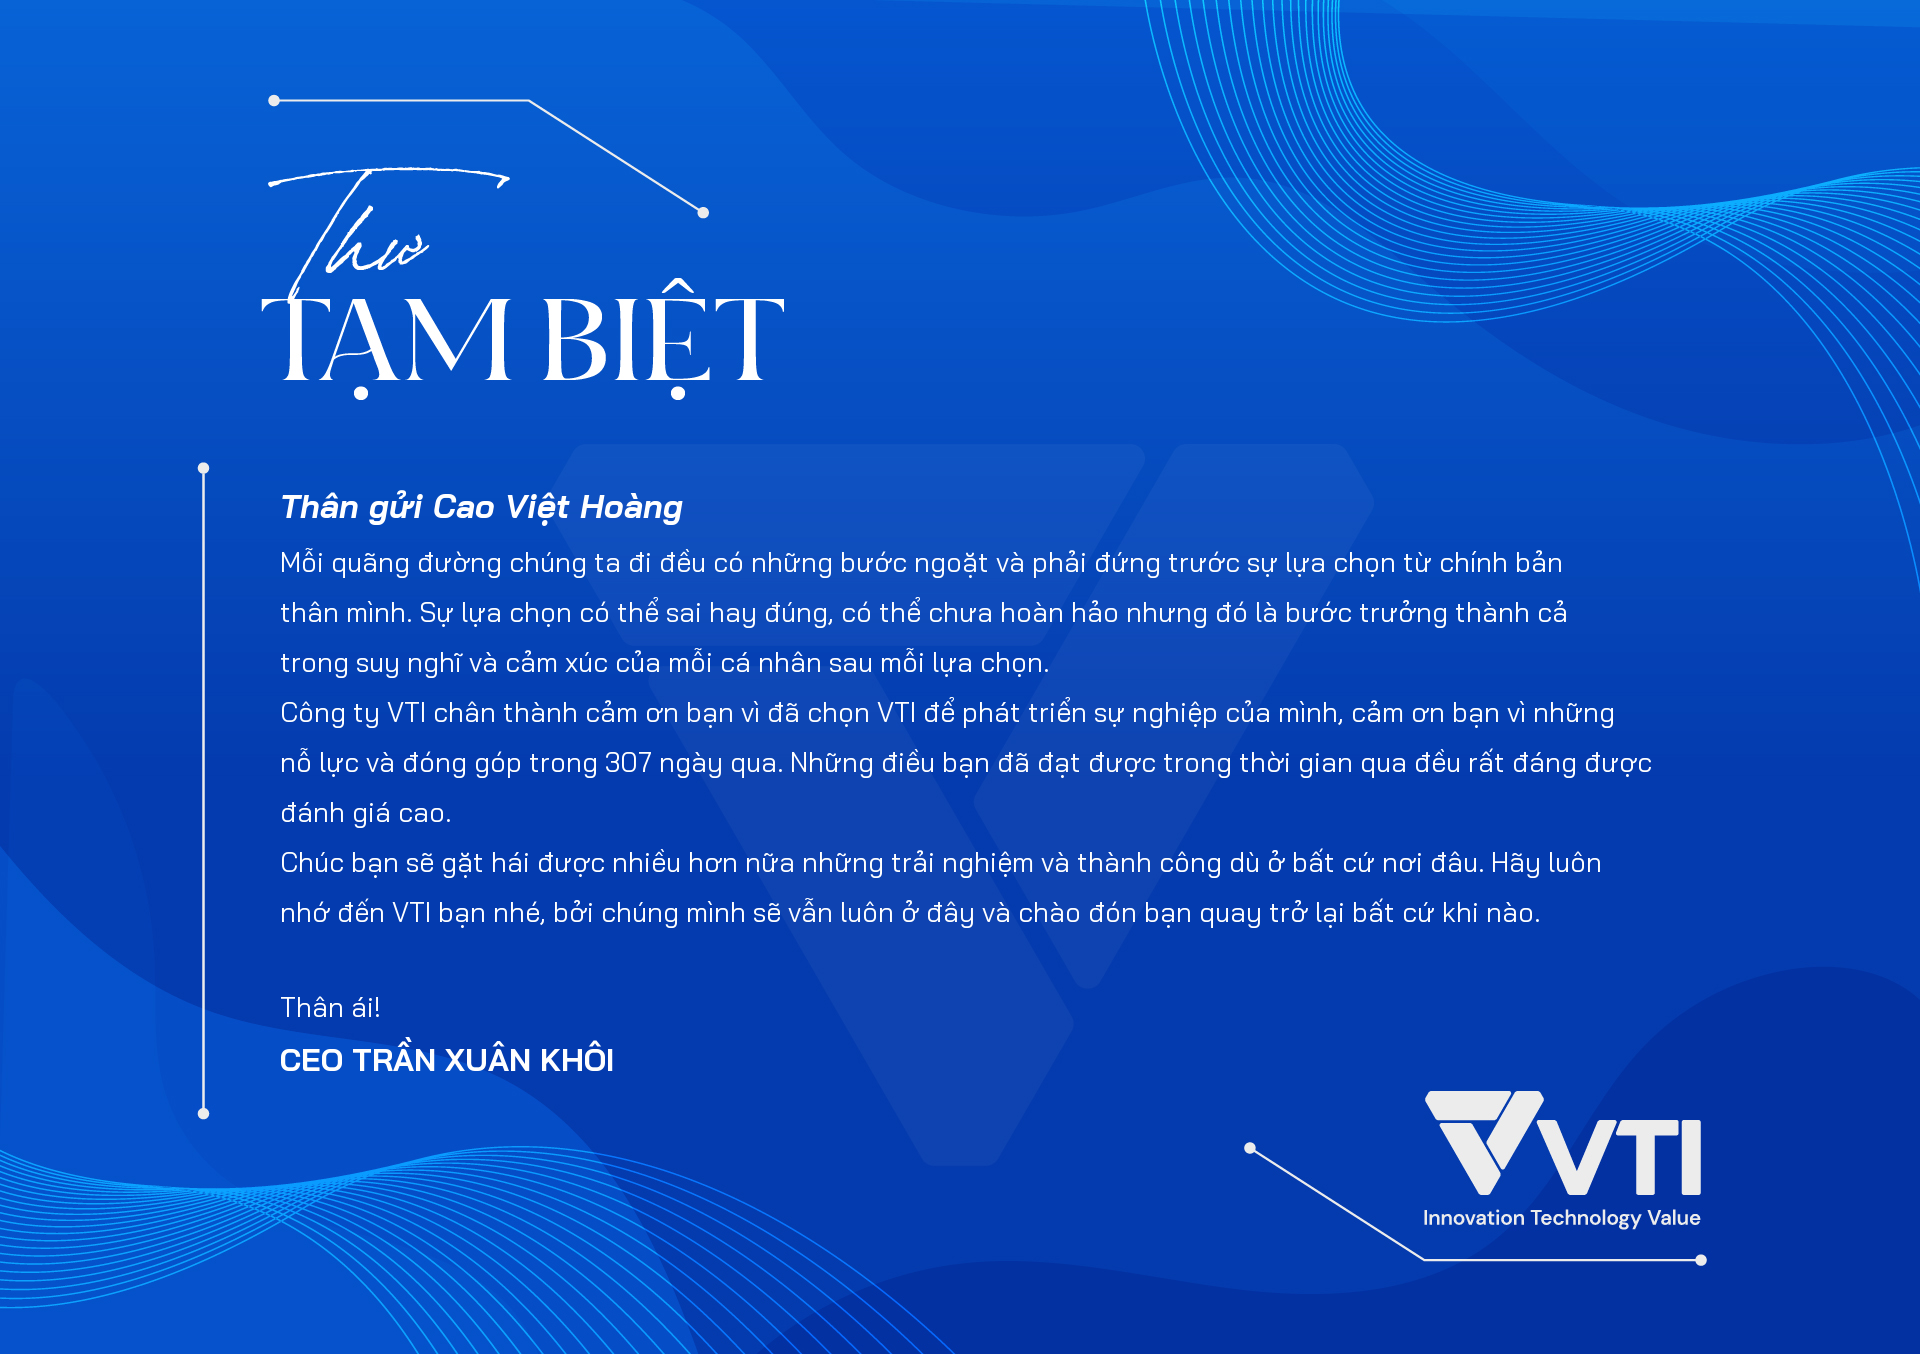 Thư
TẠM BIỆT
Thân gửi Cao Việt Hoàng
Mỗi quãng đường chúng ta đi đều có những bước ngoặt và phải đứng trước sự lựa chọn từ chính bản
thân mình. Sự lựa chọn có thể sai hay đúng, có thể chưa hoàn hảo nhưng đó là bước trưởng thành cả
trong suy nghĩ và cảm xúc của mỗi cá nhân sau mỗi lựa chọn.
Công ty VTI chân thành cảm ơn bạn vì đã chọn VTI để phát triển sự nghiệp của mình, cảm ơn bạn vì những
nỗ lực và đóng góp trong 307 ngày qua. Những điều bạn đã đạt được trong thời gian qua đều rất đáng được
đánh giá cao.
Chúc bạn sẽ gặt hái được nhiều hơn nữa những trải nghiệm và thành công dù ở bất cứ nơi đâu. Hãy luôn
nhớ đến VTI bạn nhé, bởi chúng mình sẽ vẫn luôn ở đây và chào đón bạn quay trở lại bất cứ khi nào.
Thân ái!
CEO TRẦN XUÂN KHÔI
VTI
Innovation Technology Value